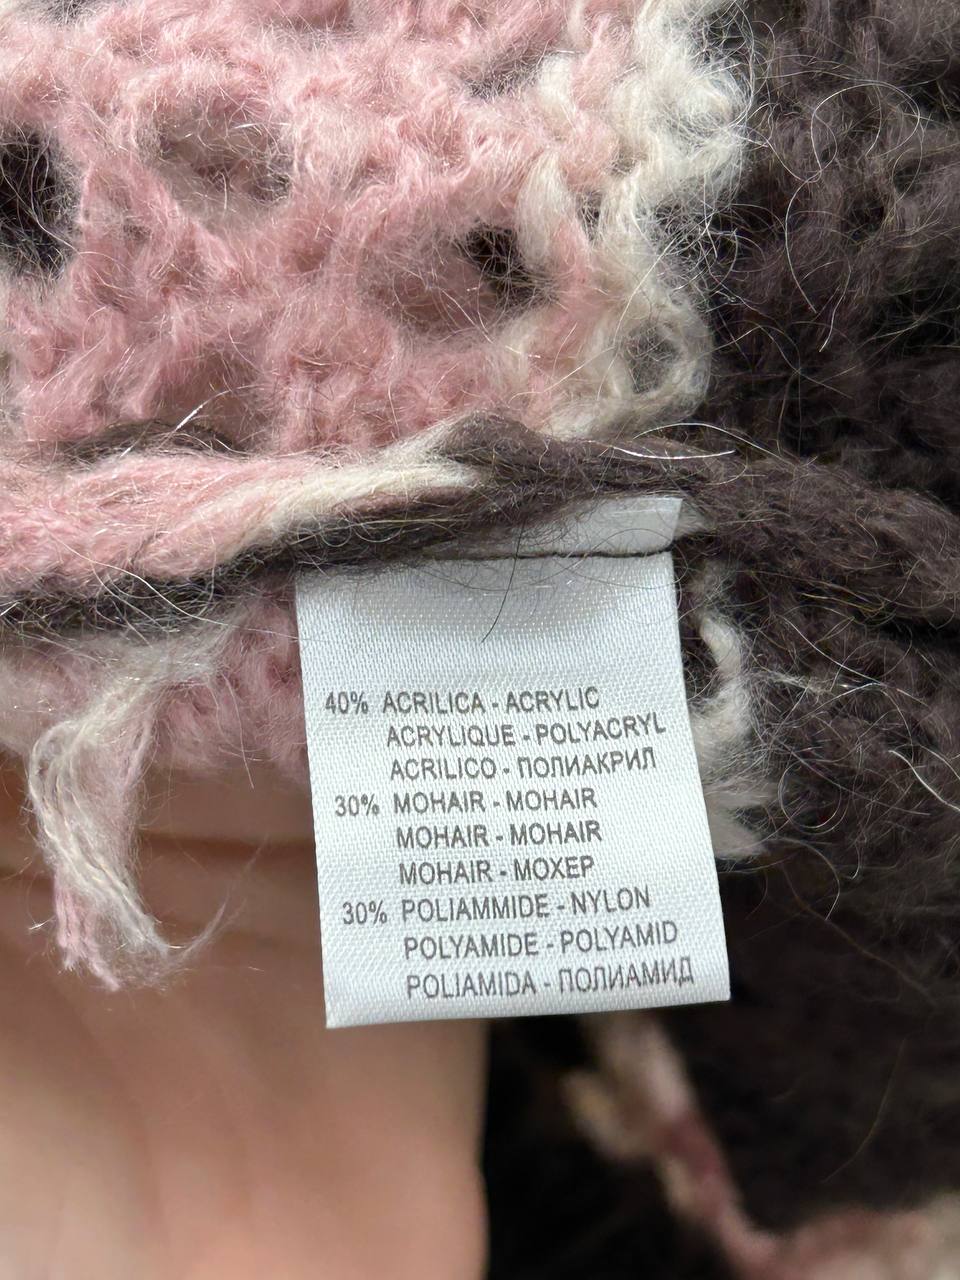 40% ACRILICA - ACRYLIC
ACRYLIQUE - POLYACRYL
ACRILICO - ПОЛИАКРИЛ
30% MOHAIR - MOHAIR
MOHAIR - MOHAIR
MOHAIR - МОХЕР
30% POLIAMMIDE - NYLON
POLYAMIDE - POLYAMID
POLIAMIDA - ПОЛИАМИД